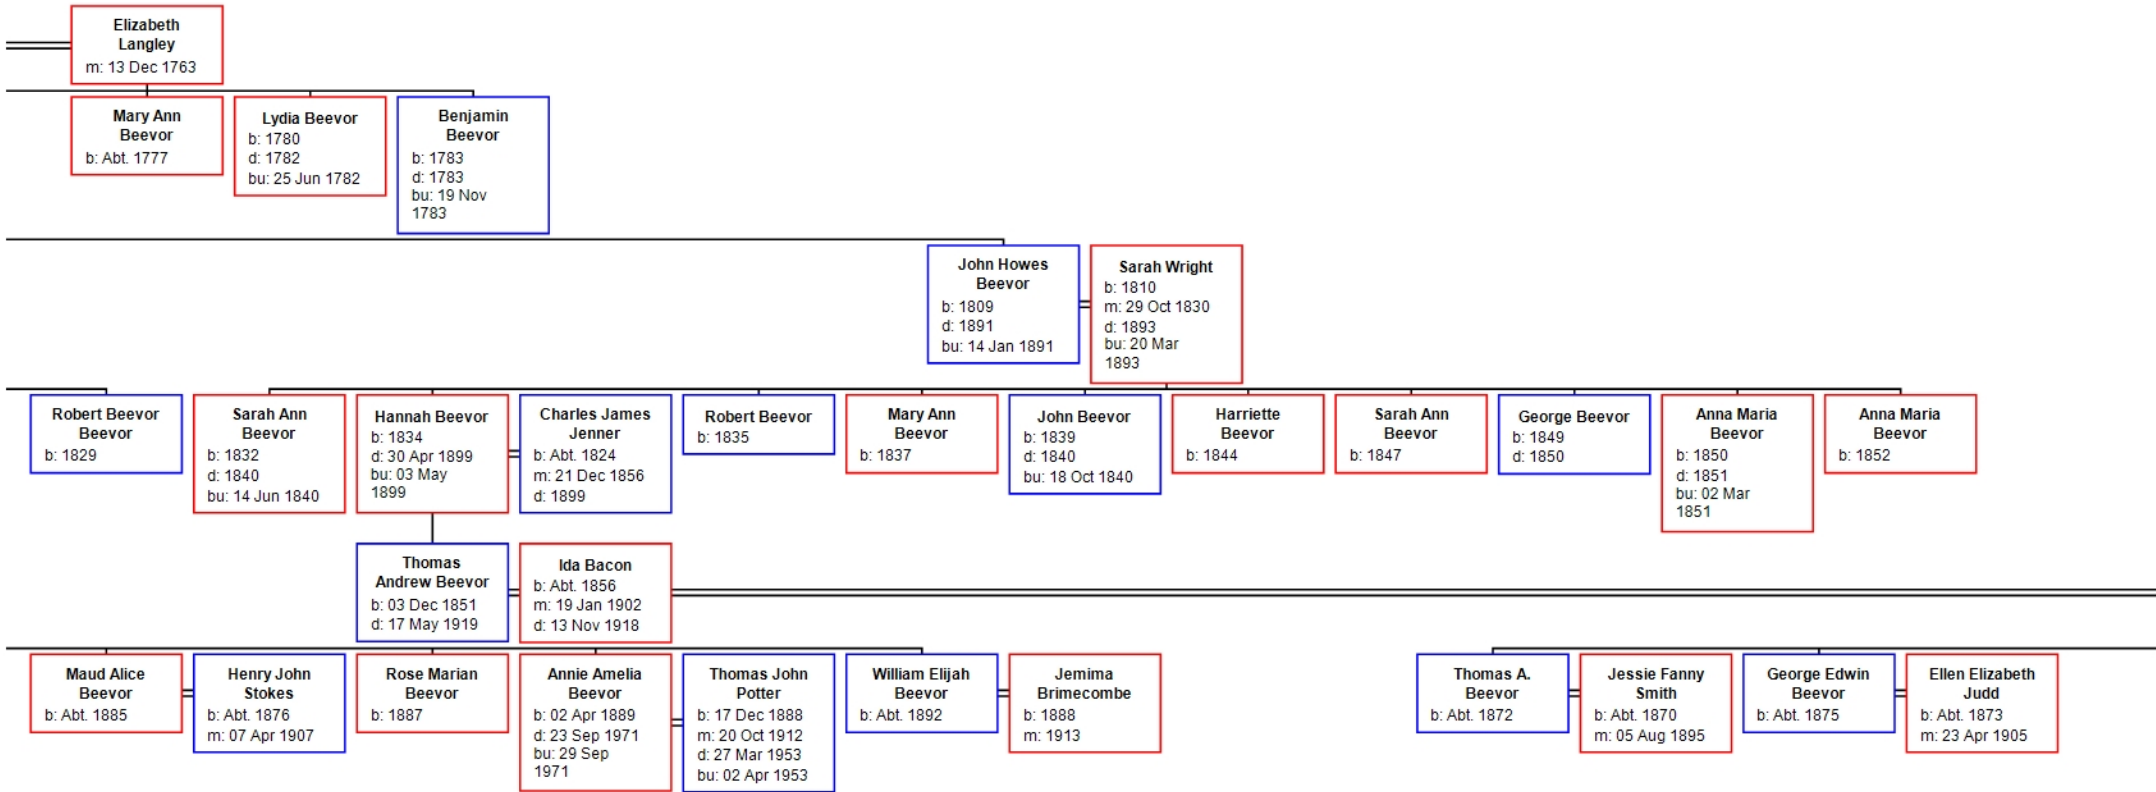 Elizabeth
Langley
m: 13 Dec 1763
Mary Ann
Beevor
b: Abt. 1777
Lydia Beevor
b: 1780
d: 1782
bu: 25 Jun 1782
Benjamin
Beevor
b: 1783
d: 1783
bu: 19 Nov
1783
John Howes
Beevor
b: 1809
d: 1891
bu: 14 Jan 1891
Sarah Wright
b: 1810
m: 29 Oct 1830
d: 1893
bu: 20 Mar
1893
Robert Beevor
Beevor
b: 1829
Sarah Ann
Beevor
b: 1832
d: 1840
bu: 14 Jun 1840
Hannah Beevor
b: 1834
d: 30 Apr 1899
bu: 03 May
1899
Charles James
Jenner
b: Abt. 1824
m: 21 Dec 1856
d: 1899
Robert Beevor
b: 1835
Mary Ann
Beevor
b: 1837
John Beevor
b: 1839
d: 1840
bu: 18 Oct 1840
Harriette
Beevor
b: 1844
Sarah Ann
Beevor
b: 1847
George Beevor
b: 1849
d: 1850
Anna Maria
Beevor
b: 1850
d: 1851
bu: 02 Mar
1851
Anna Maria
Beevor
b: 1852
Thomas
Andrew Beevor
b: 03 Dec 1851
d: 17 May 1919
Ida Bacon
b: Abt. 1856
m: 19 Jan 1902
d: 13 Nov 1918
Maud Alice
Beevor
b: Abt. 1885
Henry John
Stokes
b: Abt. 1876
m: 07 Apr 1907
Rose Marian
Beevor
b: 1887
Annie Amelia
Beevor
b: 02 Apr 1889
d: 23 Sep 1971
bu: 29 Sep
1971
Thomas John
Potter
b: 17 Dec 1888
m: 20 Oct 1912
d: 27 Mar 1953
bu: 02 Apr 1953
William Elijah
Beevor
b: Abt. 1892
Jemima
Brimecombe
b: 1888
m: 1913
Thomas A.
Beevor
b: Abt. 1872
Jessie Fanny
Smith
b: Abt. 1870
m: 05 Aug 1895
George Edwin
Beevor
b: Abt. 1875
Ellen Elizabeth
Judd
b: Abt. 1873
m: 23 Apr 1905